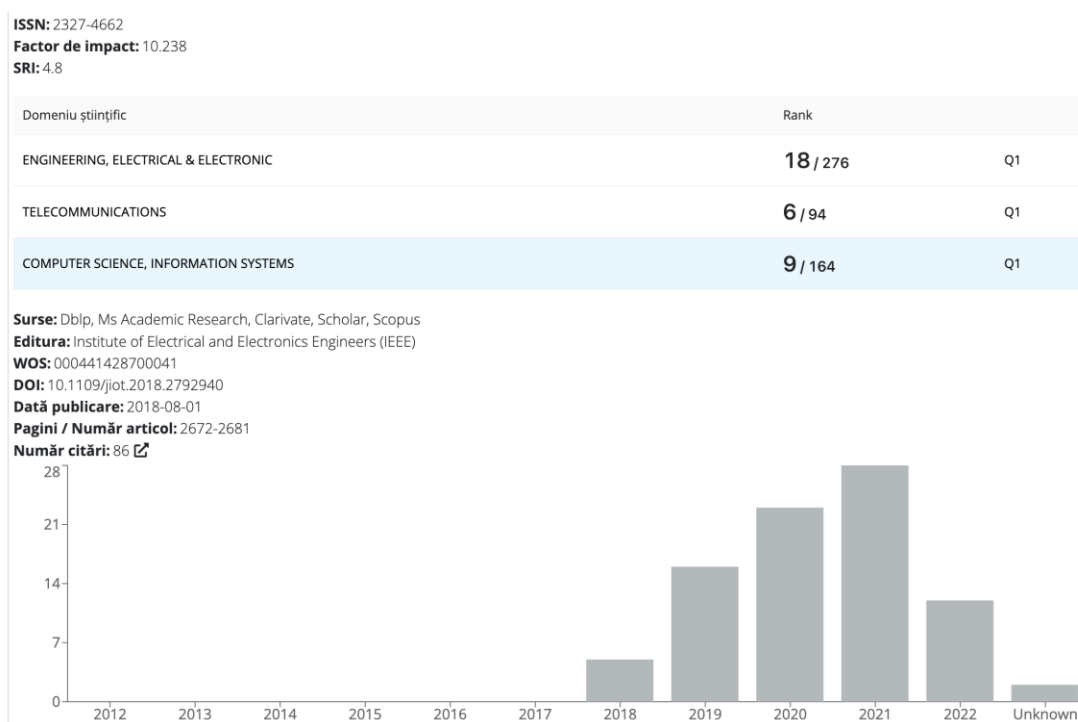 ISSN: 2327-4662
Factor de impact: 10.238
SRI: 4.8
Domeniu științific Rank
ENGINEERING, ELECTRICAL & ELECTRONIC 18 / 276 Q1
TELECOMMUNICATIONS 6 / 94 Q1
COMPUTER SCIENCE, INFORMATION SYSTEMS 9 / 164 Q1
Surse: Dblp, Ms Academic Research, Clarivate, Scholar, Scopus
Editura: Institute of Electrical and Electronics Engineers (IEEE)
WOS: 000441428700041
DOI: 10.1109/jiot.2018.2792940
Dată publicare: 2018-08-01
Pagini / Număr articol: 2672-2681
Număr citări: 86
28
21
14
7
0
2012 2013 2014 2015 2016 2017 2018 2019 2020 2021 2022 Unknown